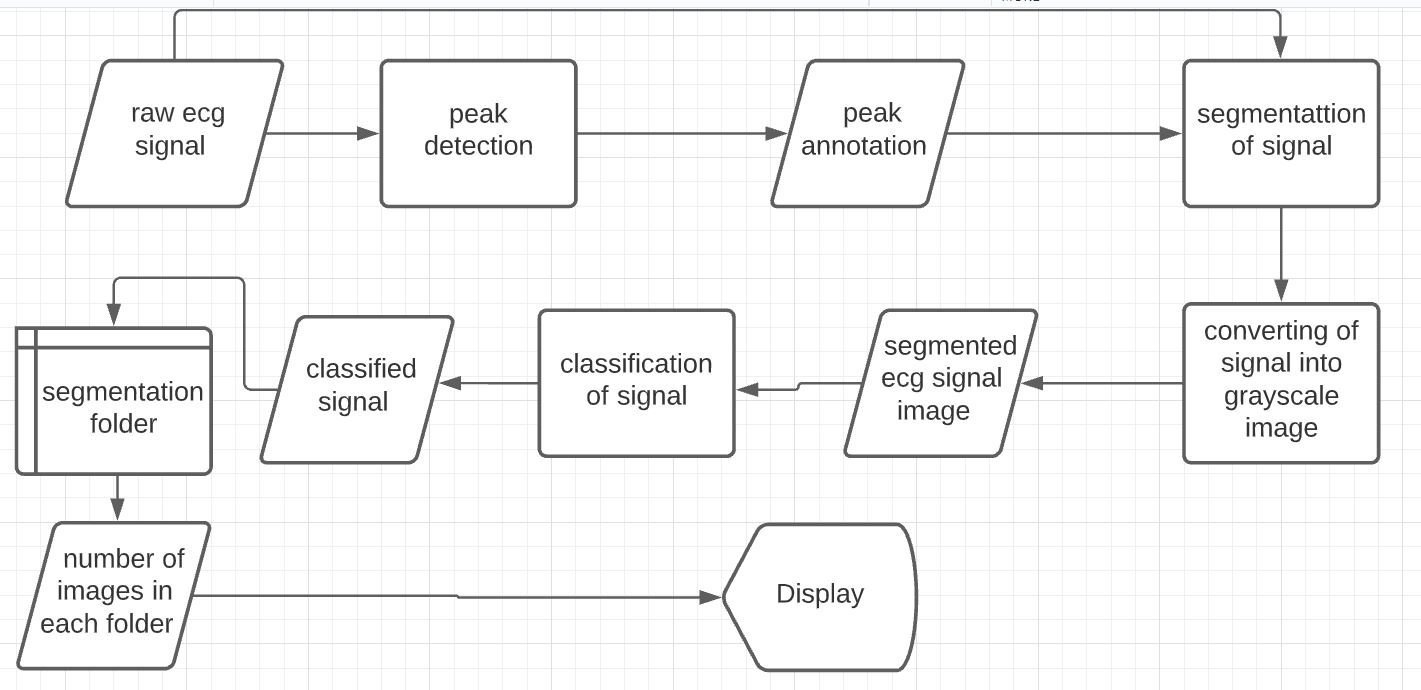 raw ecg
signal
peak
detection
peak
annotation
segmentattion
of signal
segmentation
folder
classified
signal
classification
of signal
segmented
ecg signal
image
converting of
signal into
grayscale
image
number of
images in
each folder
Display